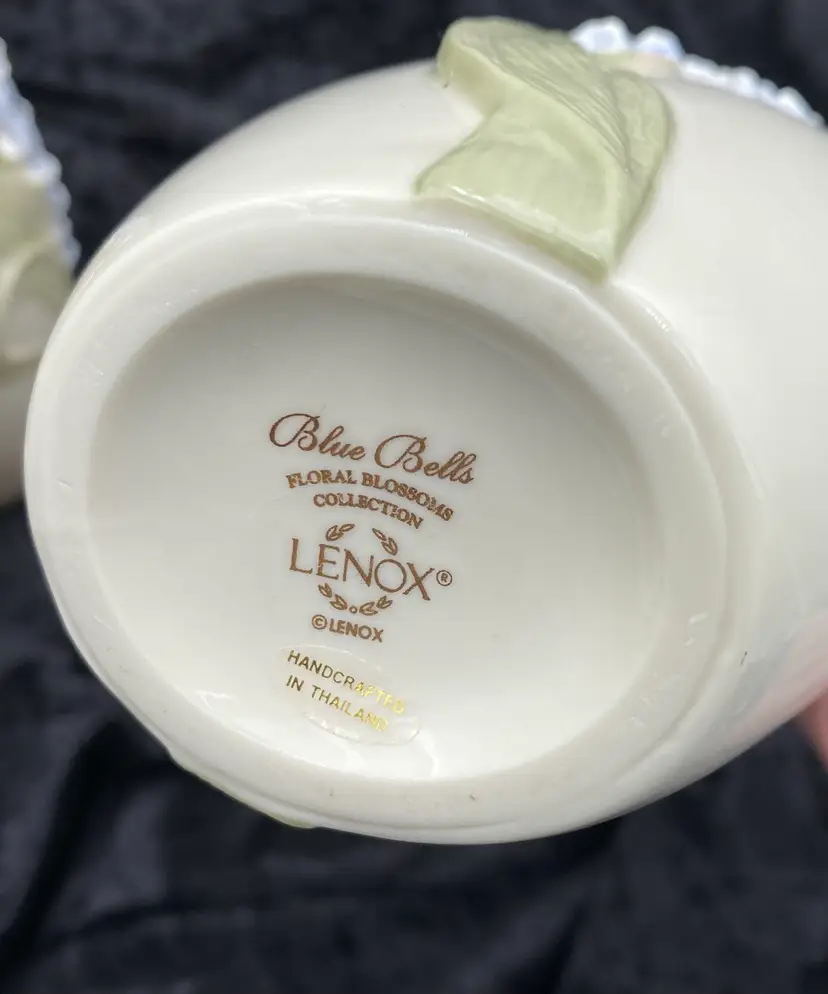 Blue Bells
FLORAL BLOSSOMS
COLLECTION
LENOX®
©LENOX
HANDCRAFTED
IN THAILAND